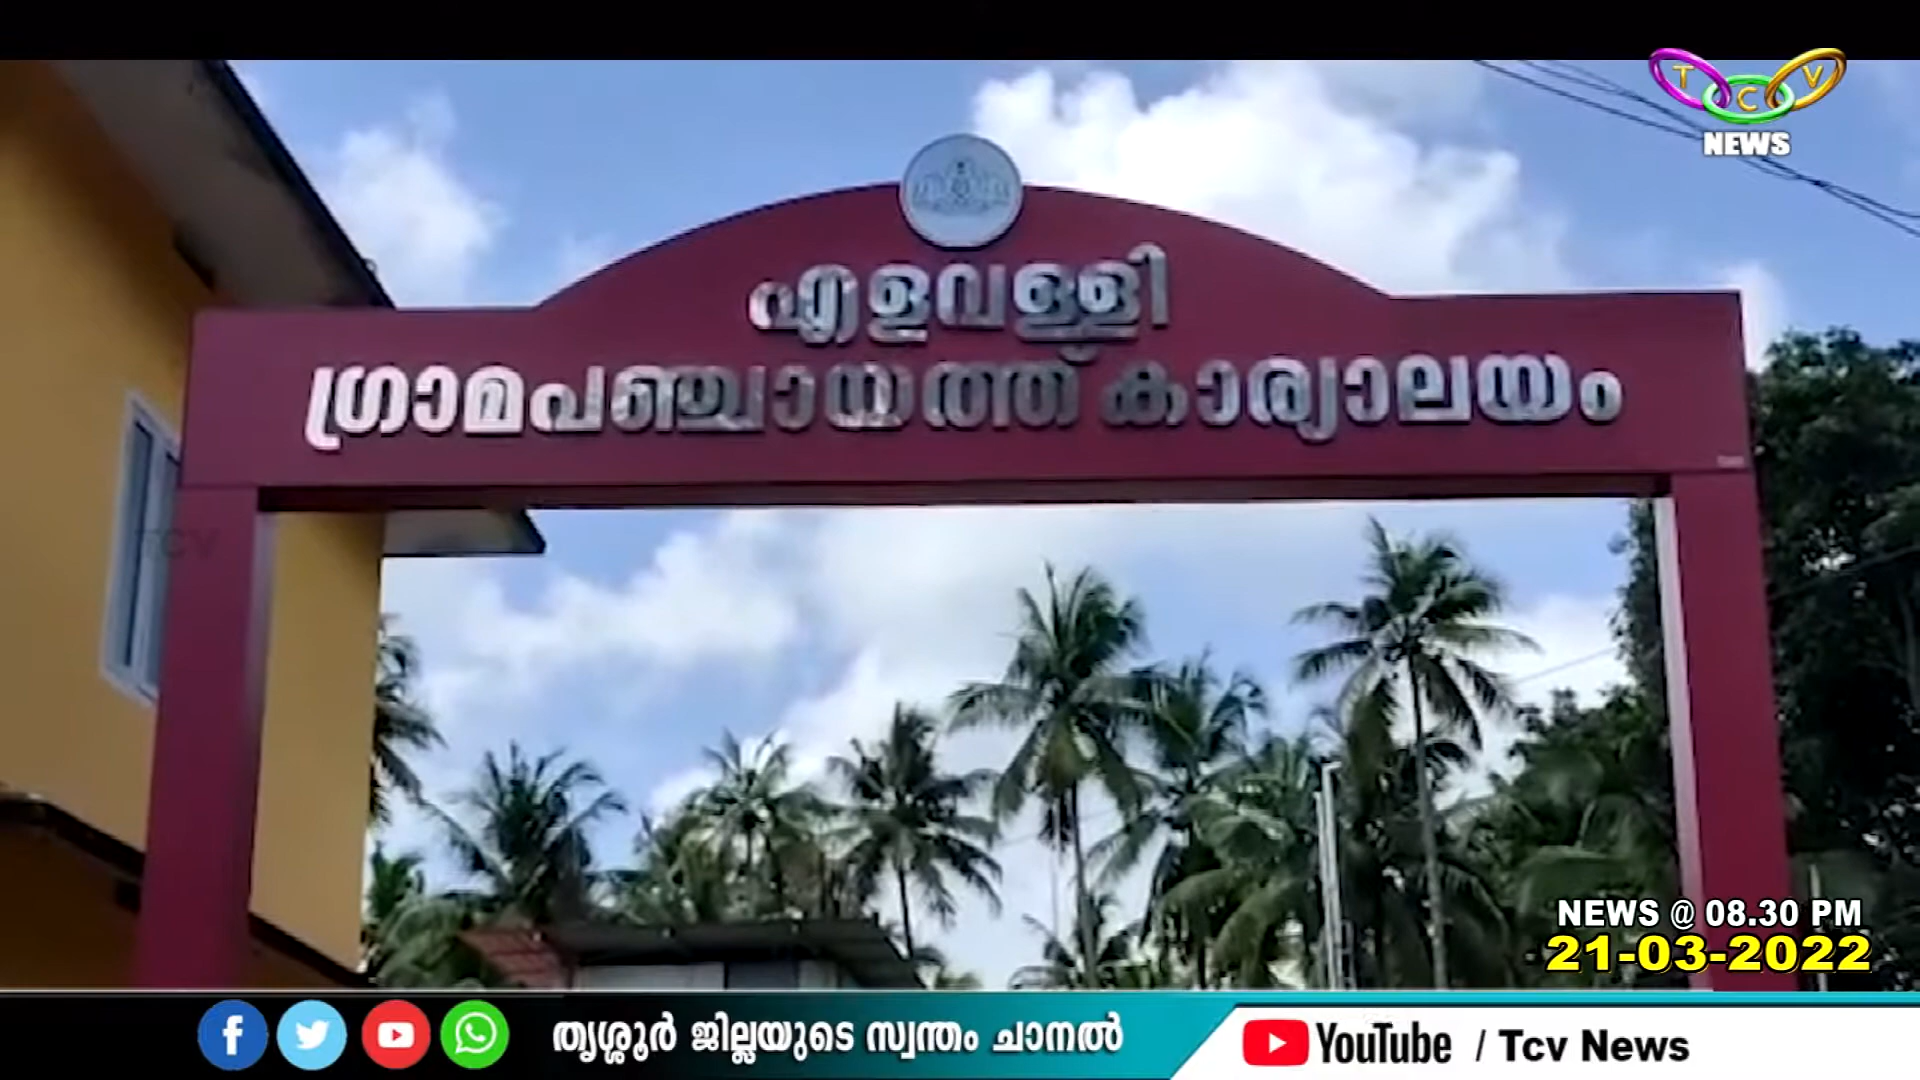 T C V
NEWS
എളവള്ളി
ഗ്രാമപഞ്ചായത്ത് കാര്യാലയം
TCV
NEWS @ 08.30 PM
21-03-2022
തൃശ്ശൂർ ജില്ലയുടെ സ്വന്തം ചാനൽ
YouTube / Tcv News